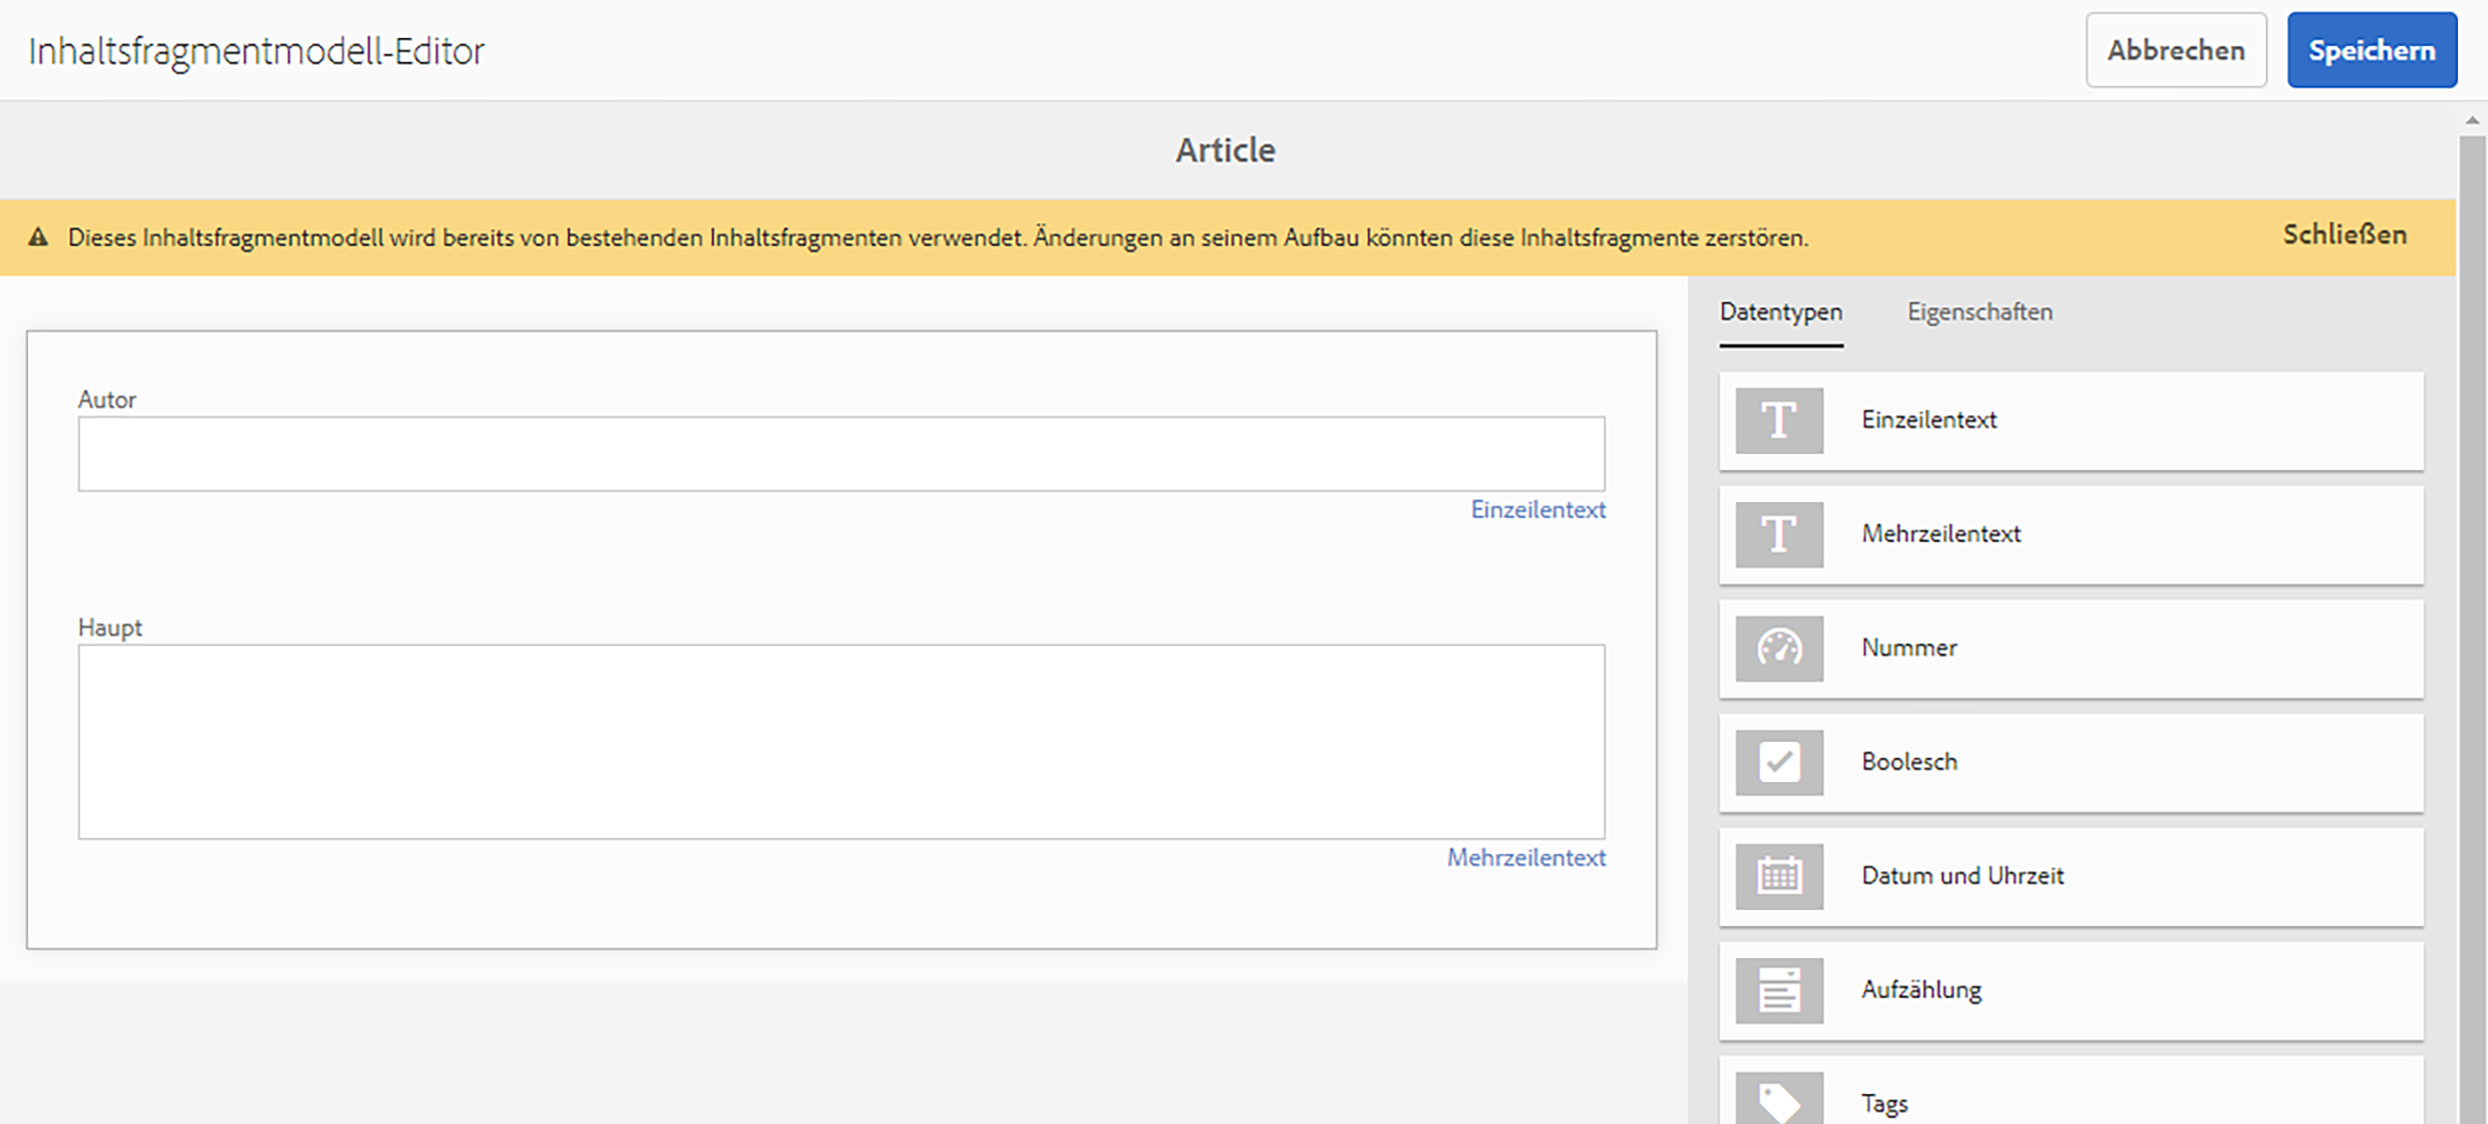 Inhaltsfragmentmodell-Editor
Abbrechen
Speichern
Article
Dieses Inhaltsfragmentmodell wird bereits von bestehenden Inhaltsfragmenten verwendet. Änderungen an seinem Aufbau könnten diese Inhaltsfragmente zerstören.
Schließen
Autor
Einzeilentext
Haupt
Mehrzeilentext
Datentypen
Eigenschaften
Einzeilentext
Mehrzeilentext
Nummer
Boolesch
Datum und Uhrzeit
Aufzählung
Tags